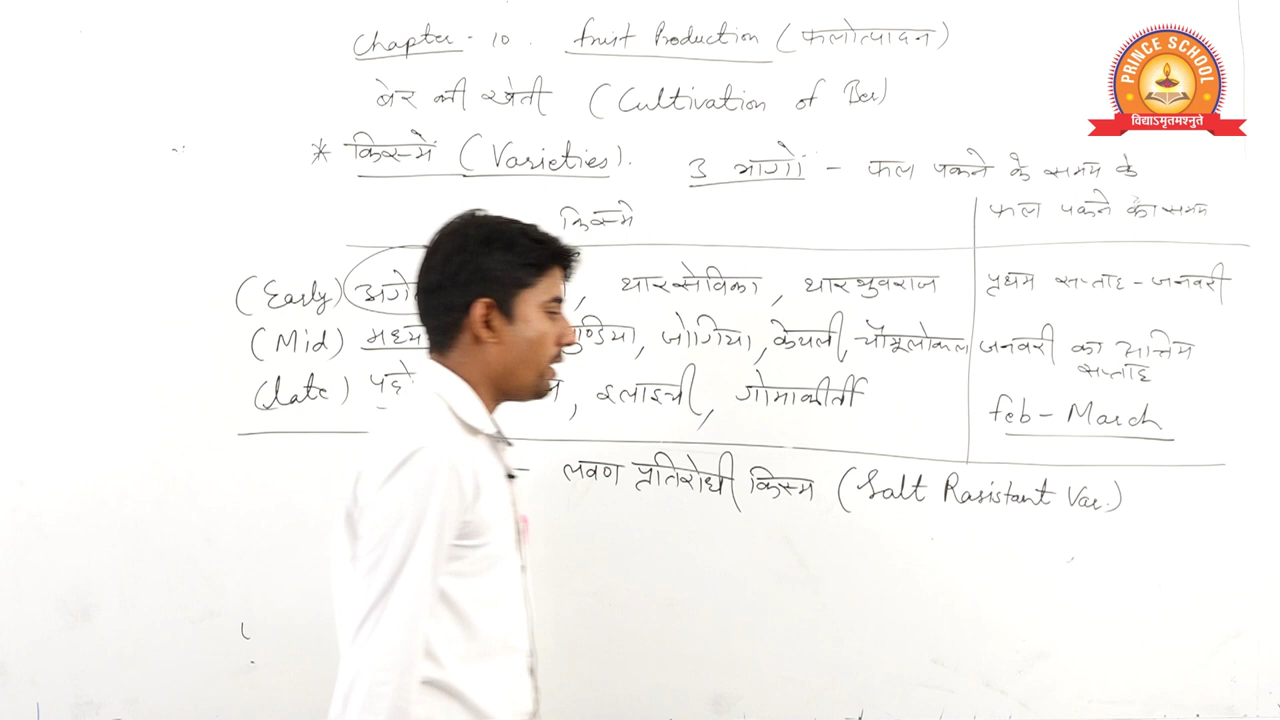 Chapter - 10. fruit Production (फलोत्पादन)
बेर की खेती (Cultivation of Ber)
* किस्में (Varieties). 3 भागों - फल पकने के समय के
किस्मे फल पकने का समय
(Early) , थारसेविका, थारभुवराज प्रथम सप्ताह - जनवरी
(Mid) जोगिया, केथली, चौमूलोकल जनवरी का अन्तिम सप्ताह
(late) , इलाइची, गोमाकीर्ती feb - March
- लवण प्रतिरोधी किस्म (Salt Rasistant Var.)
PRINCE SCHOOL
विद्याऽमृतमश्नुते